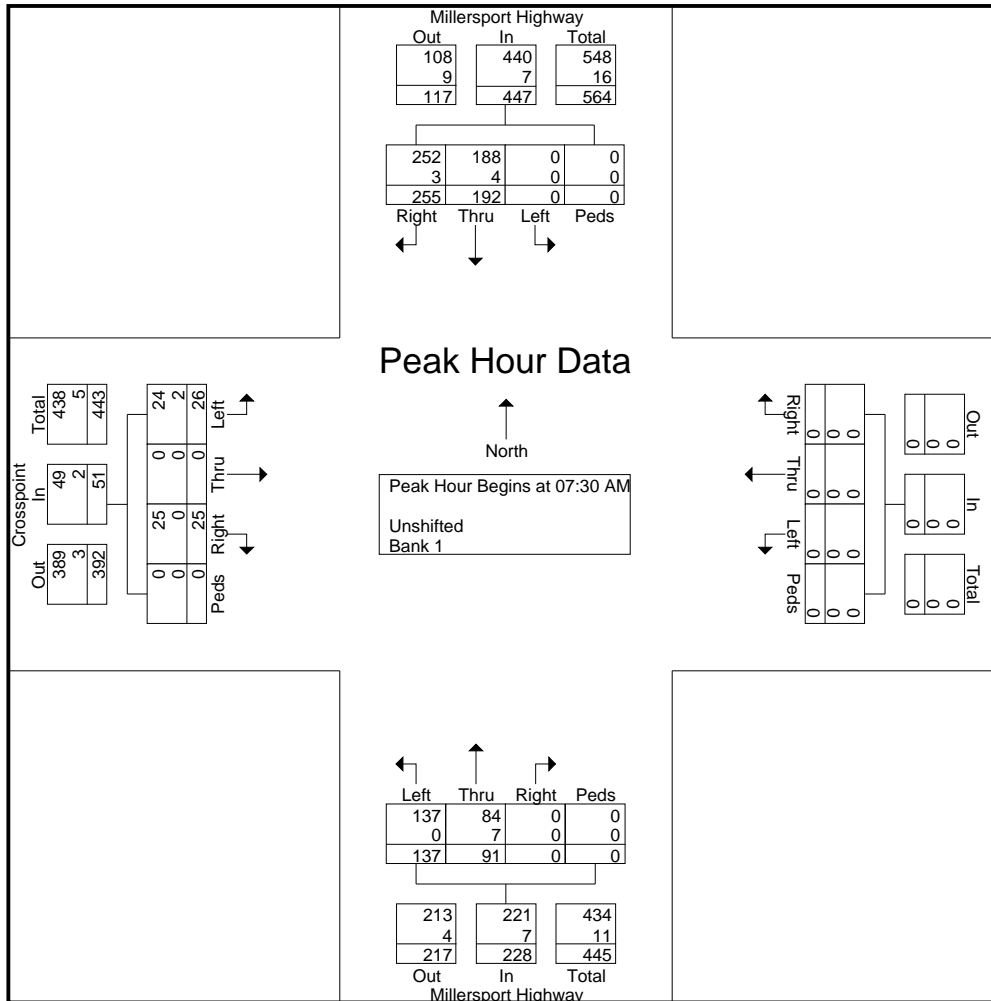 Millersport Highway
Out In Total
108 440 548
9 7 16
117 447 564
252 188 0 0
3 4 0 0
255 192 0 0
Right Thru Left Peds
Peak Hour Data
North
Peak Hour Begins at 07:30 AM
Unshifted
Bank 1
Crosspoint
Out In Total
389 49 438
3 2 5
392 51 443
Peds Right Thru Left
0 25 0 24
0 0 0 2
0 25 0 26
Right Thru Left Peds
0 0 0 0
0 0 0 0
0 0 0 0
Out In Total
0 0 0
0 0 0
0 0 0
Left Thru Right Peds
137 84 0 0
0 7 0 0
137 91 0 0
213 221 434
4 7 11
217 228 445
Out In Total
Millersport Highway